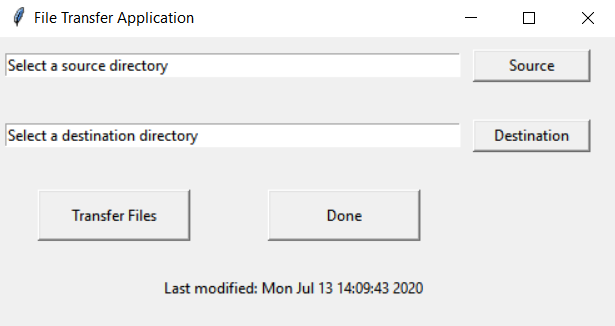 File Transfer Application
Select a source directory
Source
Select a destination directory
Destination
Transfer Files
Done
Last modified: Mon Jul 13 14:09:43 2020